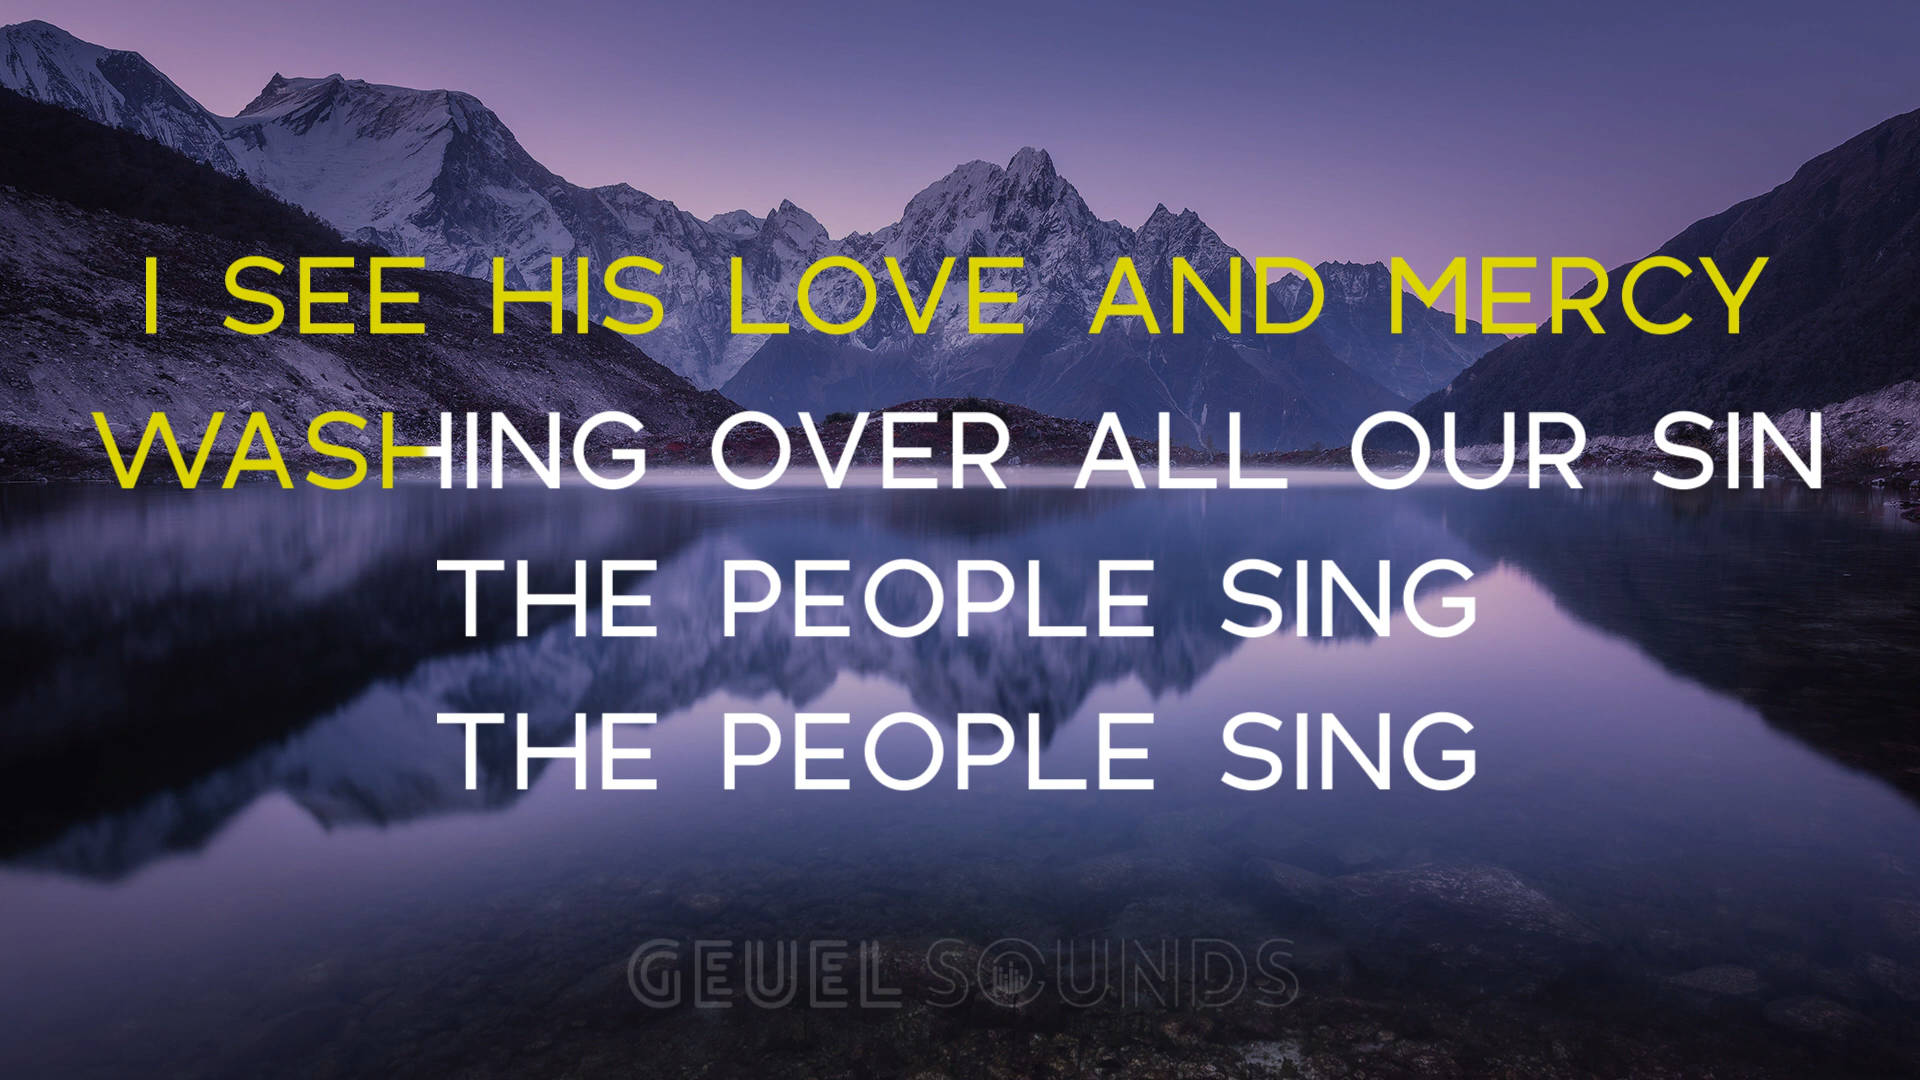 I SEE HIS LOVE AND MERCY
WASHING OVER ALL OUR SIN
THE PEOPLE SING
THE PEOPLE SING
GEUEL SOUNDS